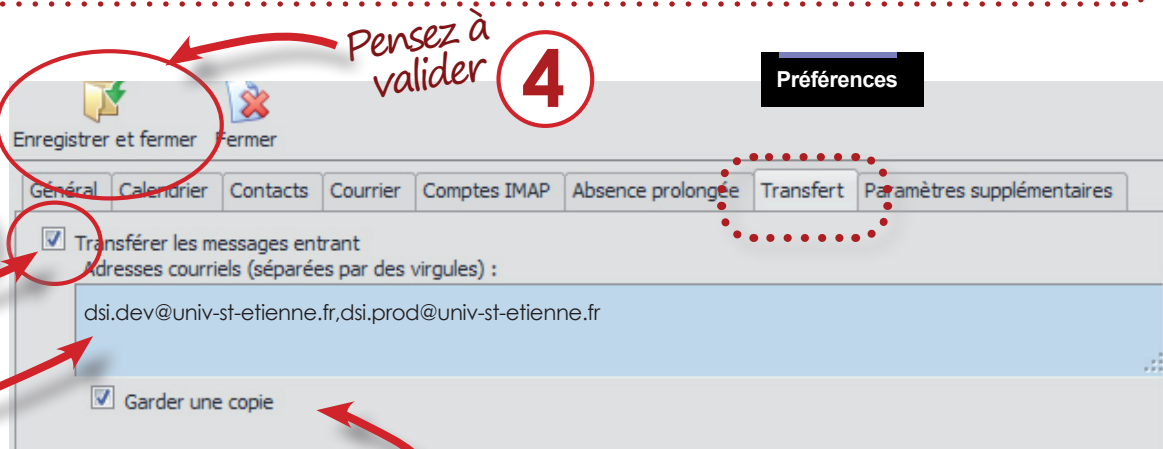 Pensez à
valider
4
Préférences
Enregistrer et fermer Fermer
Général Calendrier Contacts Courrier Comptes IMAP Absence prolongée Transfert Paramètres supplémentaires
Transférer les messages entrant
Adresses courriels (séparées par des virgules) :
dsi.dev@univ-st-etienne.fr,dsi.prod@univ-st-etienne.fr
Garder une copie